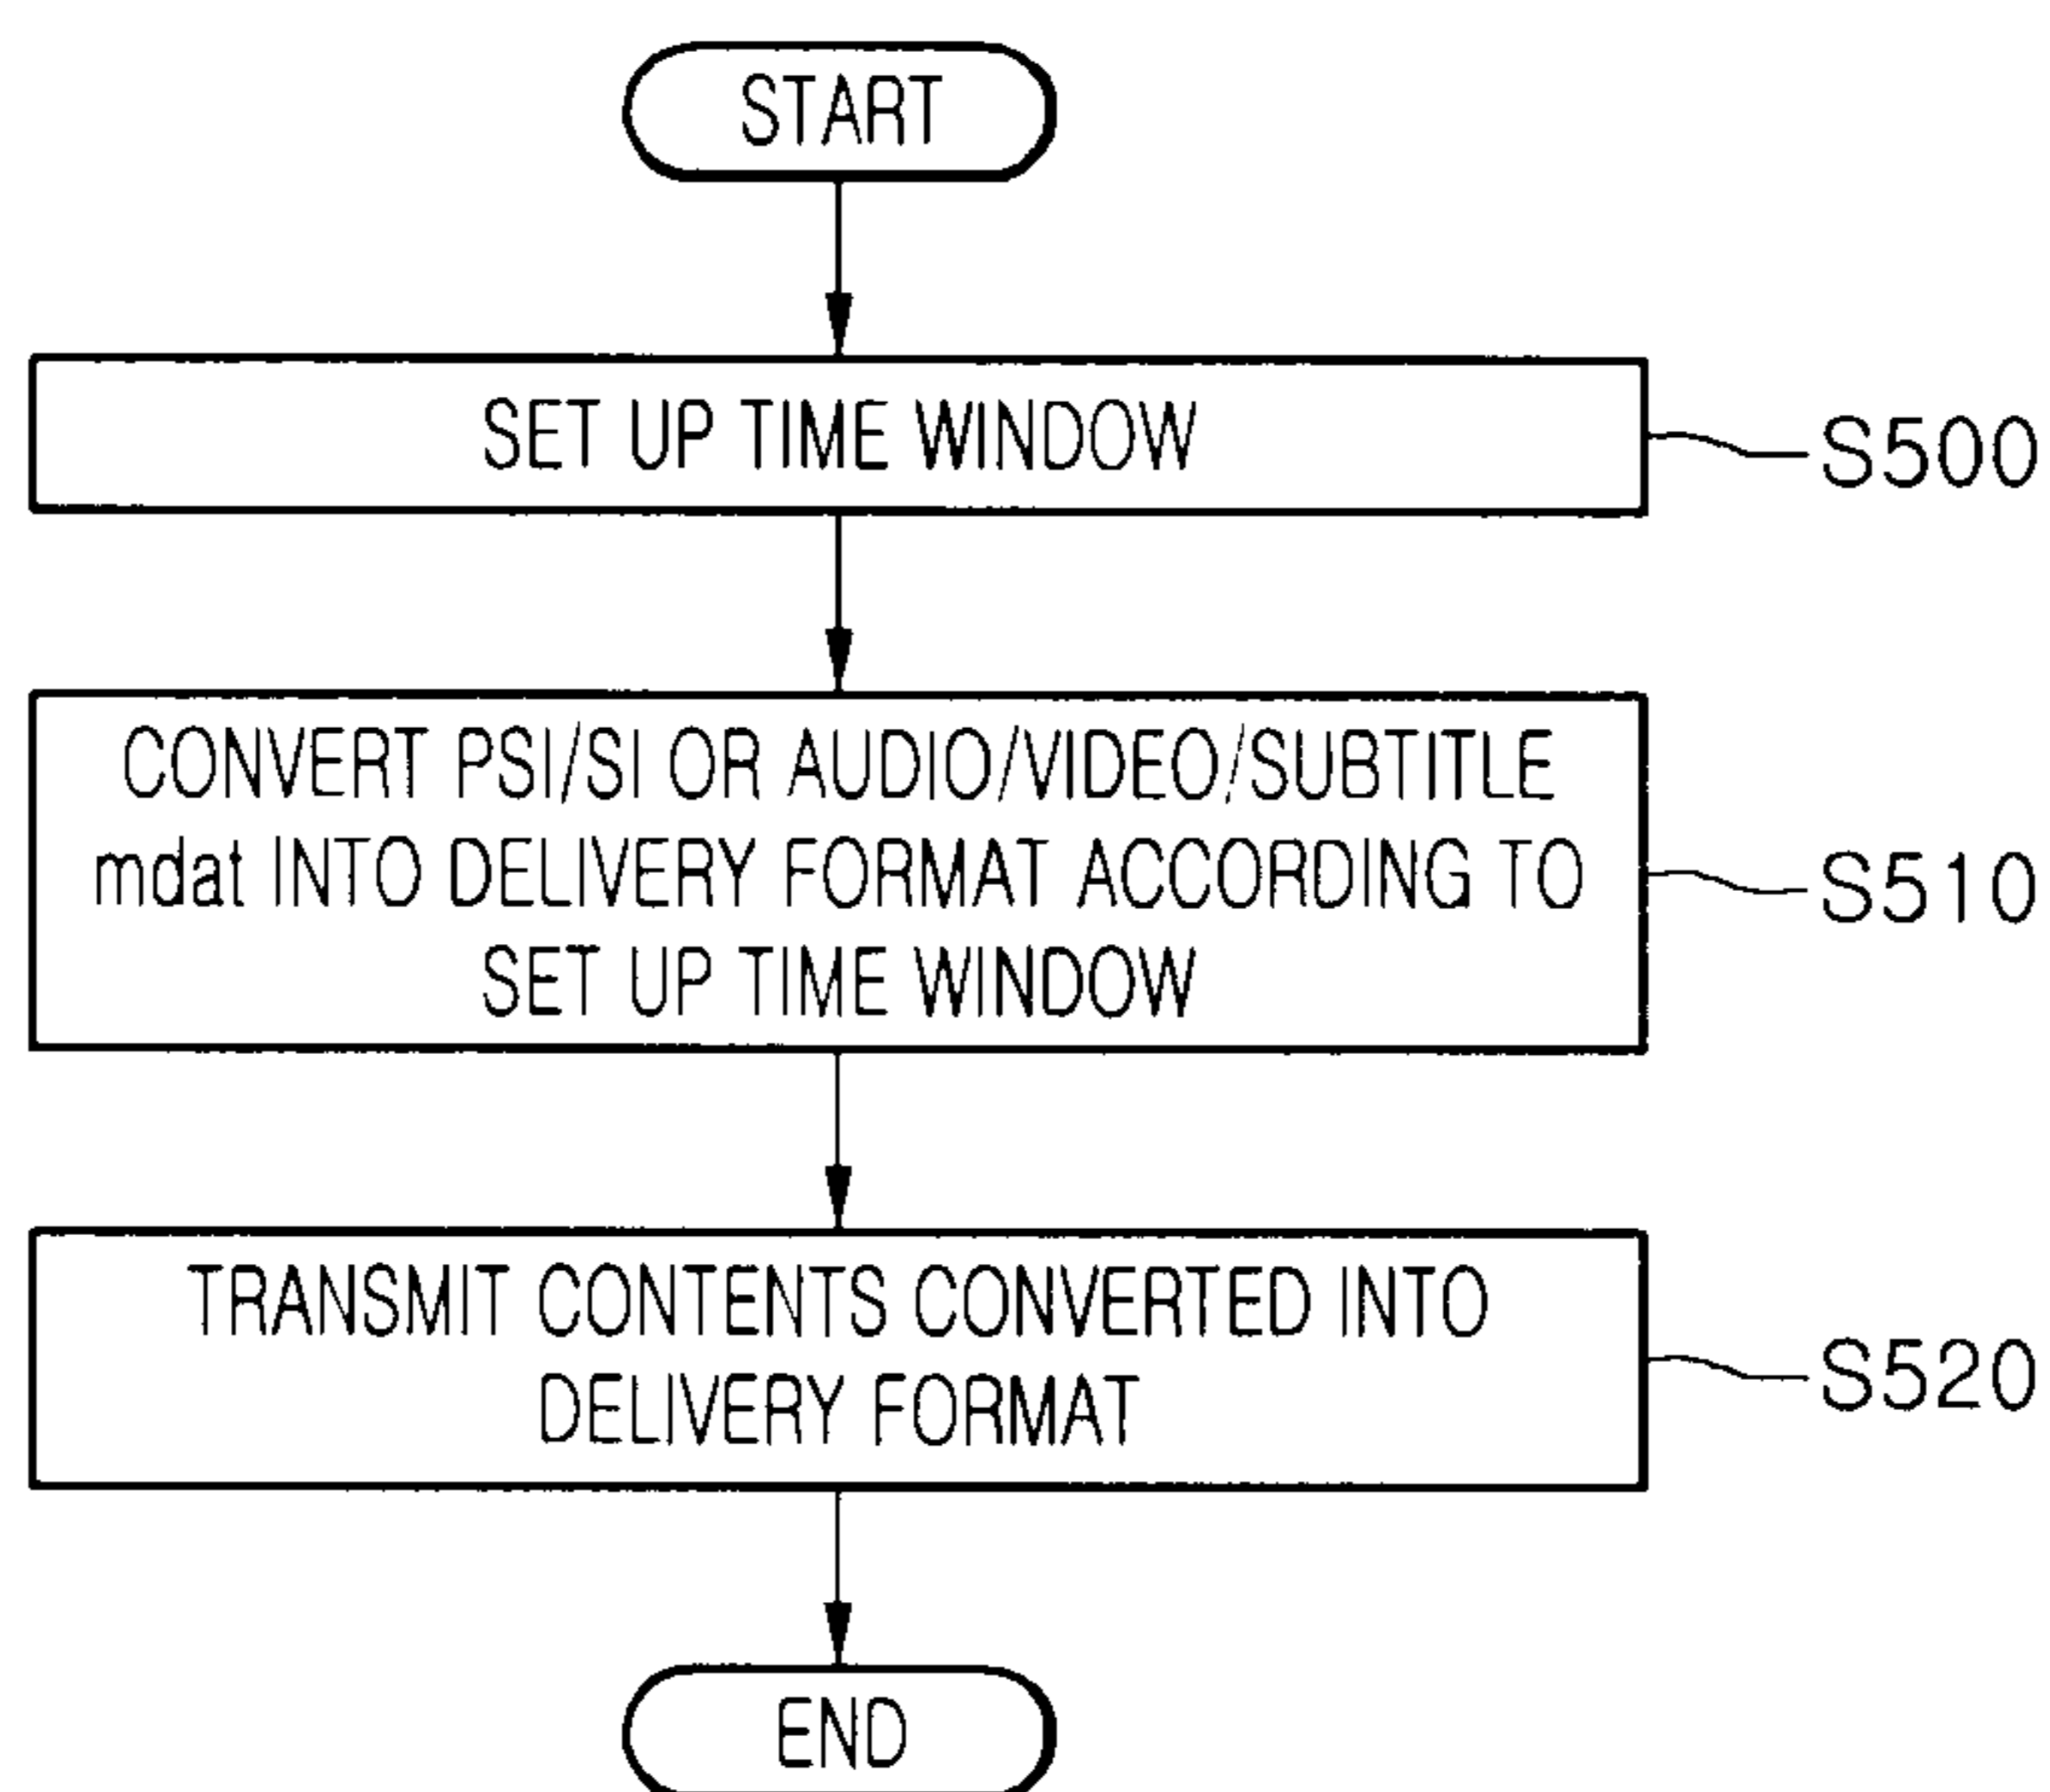 START
SET UP TIME WINDOW
S500
CONVERT PSI/SI OR AUDIO/VIDEO/SUBTITLE
mdat INTO DELIVERY FORMAT ACCORDING TO
SET UP TIME WINDOW
S510
TRANSMIT CONTENTS CONVERTED INTO
DELIVERY FORMAT
S520
END